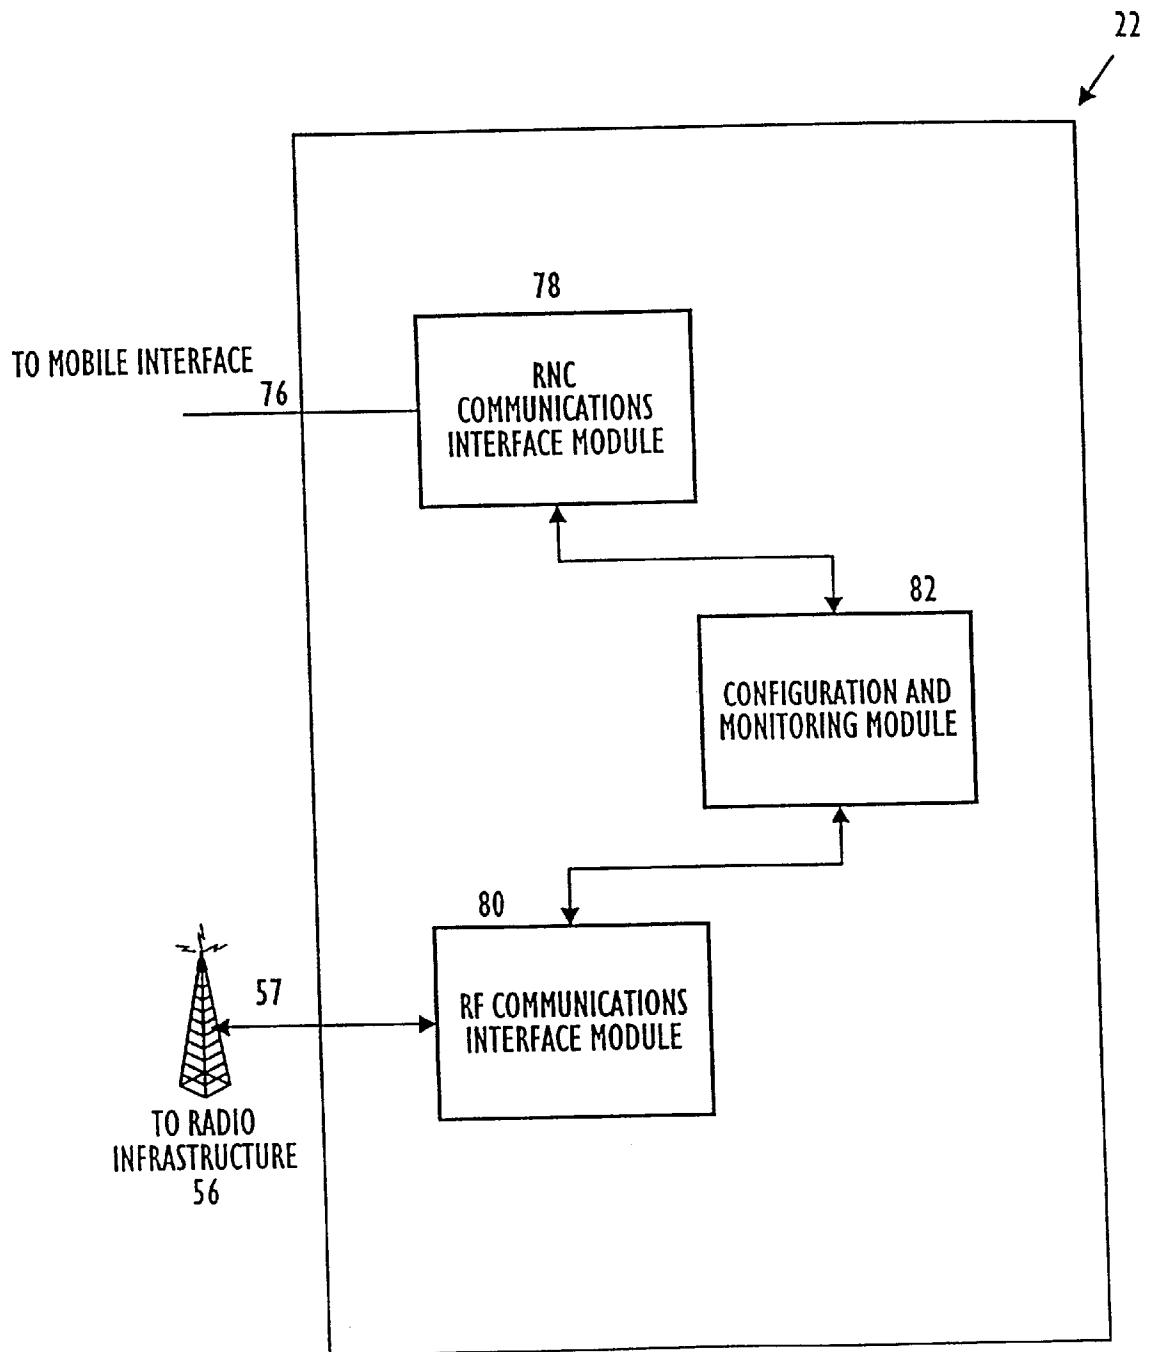 22
78
RNC
COMMUNICATIONS
INTERFACE MODULE
TO MOBILE INTERFACE
76
82
CONFIGURATION AND
MONITORING MODULE
80
RF COMMUNICATIONS
INTERFACE MODULE
57
TO RADIO
INFRASTRUCTURE
56